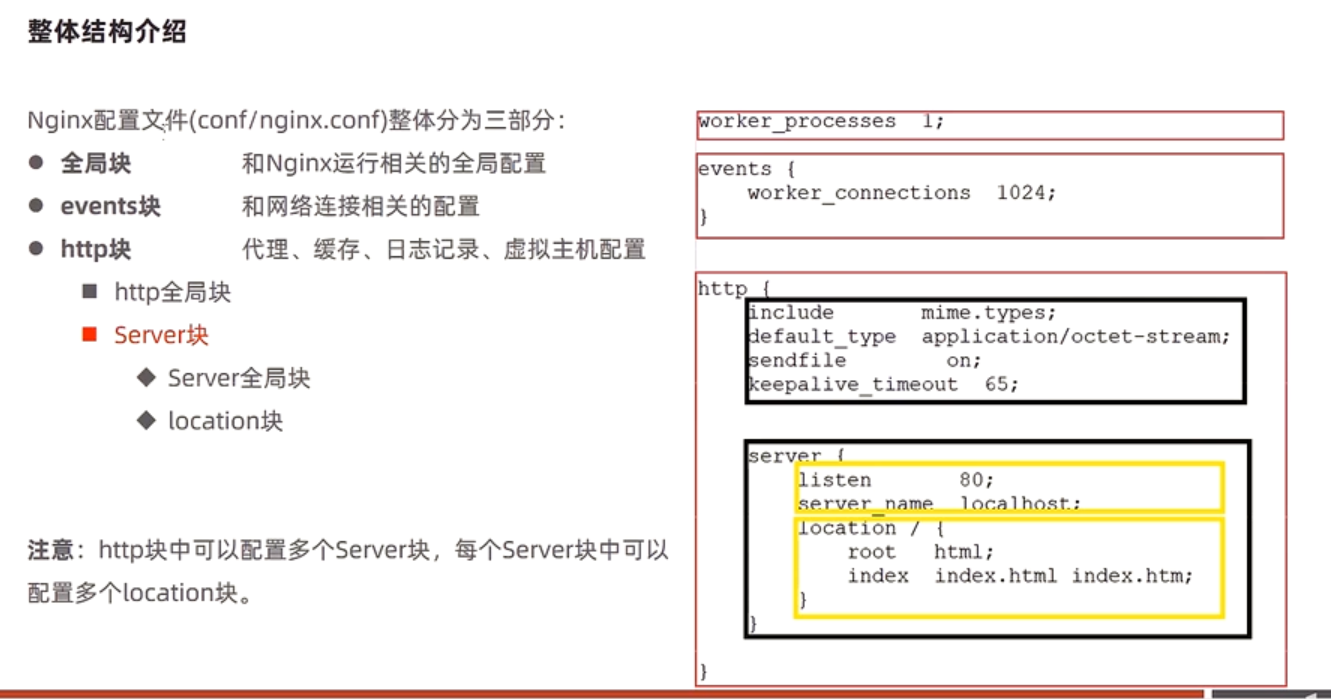 整体结构介绍
Nginx配置文件(conf/nginx.conf)整体分为三部分：
● 全局块 和Nginx运行相关的全局配置
● events块 和网络连接相关的配置
● http块 代理、缓存、日志记录、虚拟主机配置
■ http全局块
■ Server块
◆ Server全局块
◆ location块
注意：http块中可以配置多个Server块，每个Server块中可以
配置多个location块。
worker_processes  1;
events {
    worker_connections  1024;
}
http {
    include       mime.types;
    default_type  application/octet-stream;
    sendfile        on;
    keepalive_timeout  65;
    server {
        listen       80;
        server_name  localhost;
        location / {
            root   html;
            index  index.html index.htm;
        }
    }
}